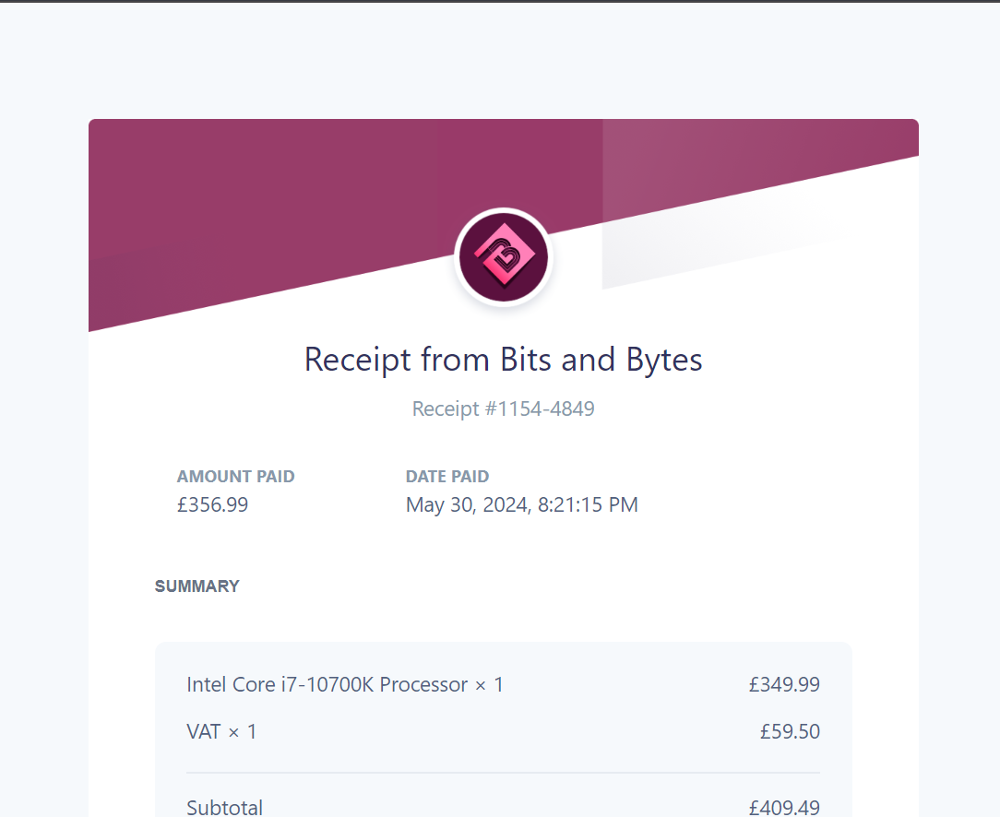 Receipt from Bits and Bytes
Receipt #1154-4849
AMOUNT PAID DATE PAID
£356.99 May 30, 2024, 8:21:15 PM
SUMMARY
Intel Core i7-10700K Processor × 1 £349.99
VAT × 1 £59.50
Subtotal £409.49